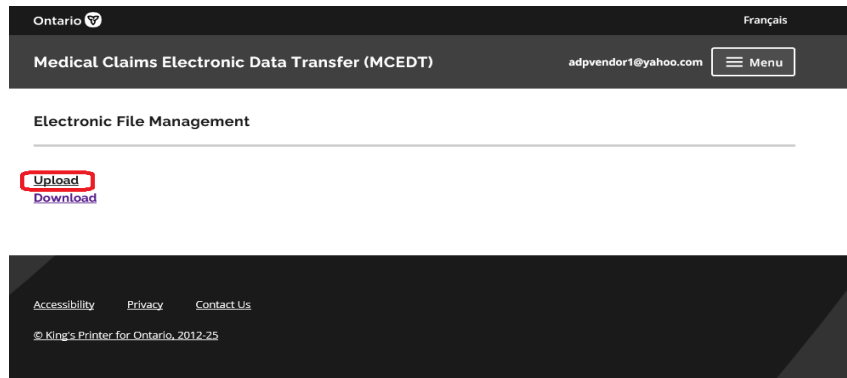 Ontario
Français
Medical Claims Electronic Data Transfer (MCEDT)
adpvendor1@yahoo.com
Menu
Electronic File Management
Upload
Download
Accessibility Privacy Contact Us
© King's Printer for Ontario, 2012-25